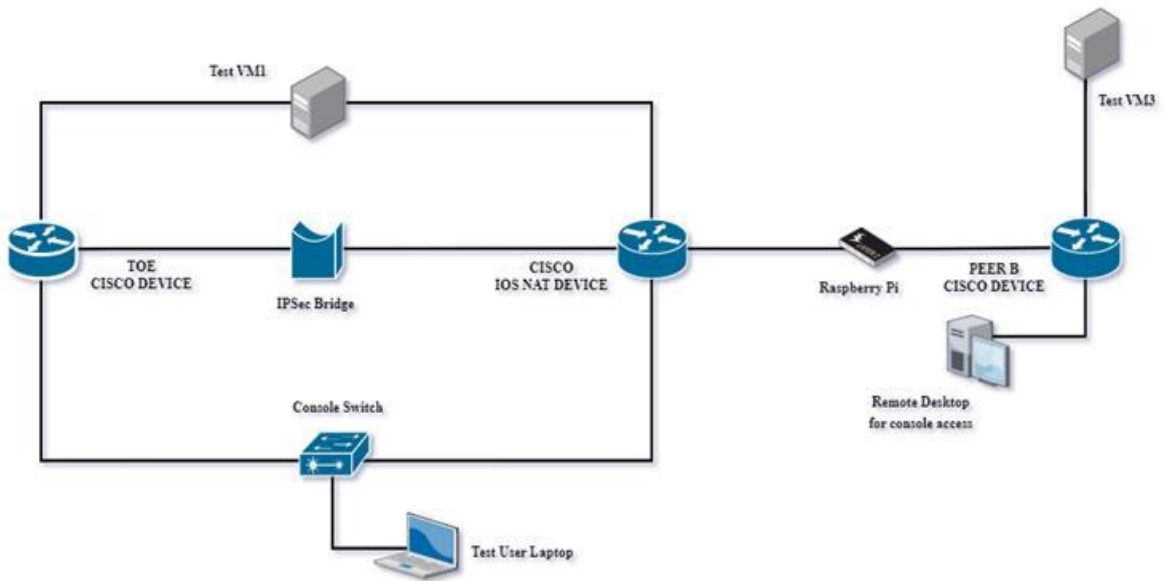 Test VM1
Test VM3
TOE
CISCO DEVICE
IPSec Bridge
CISCO
IOS NAT DEVICE
Raspberry Pi
PEER B
CISCO DEVICE
Remote Desktop
for console access
Console Switch
Test User Laptop